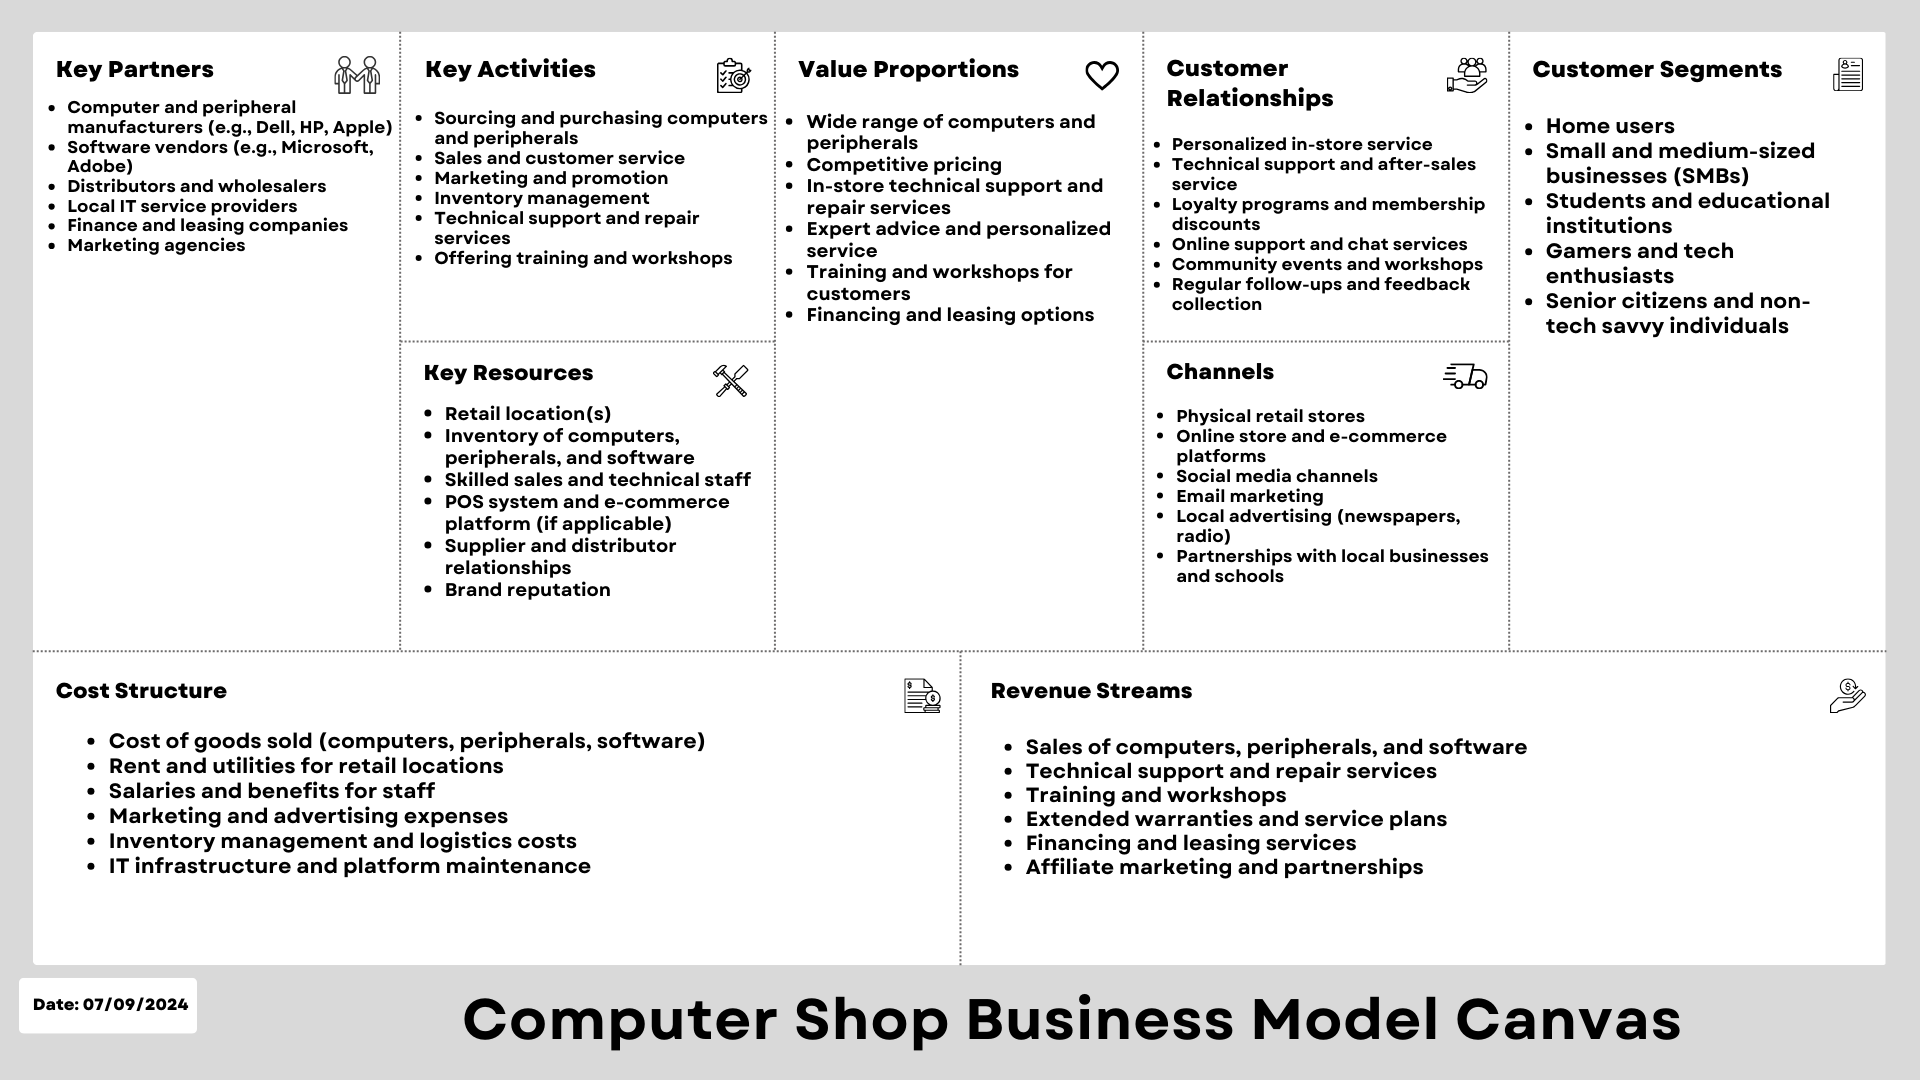 Key Partners
• Computer and peripheral
manufacturers (e.g., Dell, HP, Apple)
• Software vendors (e.g., Microsoft,
Adobe)
• Distributors and wholesalers
• Local IT service providers
• Finance and leasing companies
• Marketing agencies
Key Activities
• Sourcing and purchasing computers
and peripherals
• Sales and customer service
• Marketing and promotion
• Inventory management
• Technical support and repair
services
• Offering training and workshops
Key Resources
• Retail location(s)
• Inventory of computers,
peripherals, and software
• Skilled sales and technical staff
• POS system and e-commerce
platform (if applicable)
• Supplier and distributor
relationships
• Brand reputation
Value Proportions
• Wide range of computers and
peripherals
• Competitive pricing
• In-store technical support and
repair services
• Expert advice and personalized
service
• Training and workshops for
customers
• Financing and leasing options
Customer
Relationships
• Personalized in-store service
• Technical support and after-sales
service
• Loyalty programs and membership
discounts
• Online support and chat services
• Community events and workshops
• Regular follow-ups and feedback
collection
Channels
• Physical retail stores
• Online store and e-commerce
platforms
• Social media channels
• Email marketing
• Local advertising (newspapers,
radio)
• Partnerships with local businesses
and schools
Customer Segments
• Home users
• Small and medium-sized
businesses (SMBs)
• Students and educational
institutions
• Gamers and tech
enthusiasts
• Senior citizens and non-
tech savvy individuals
Cost Structure
• Cost of goods sold (computers, peripherals, software)
• Rent and utilities for retail locations
• Salaries and benefits for staff
• Marketing and advertising expenses
• Inventory management and logistics costs
• IT infrastructure and platform maintenance
Revenue Streams
• Sales of computers, peripherals, and software
• Technical support and repair services
• Training and workshops
• Extended warranties and service plans
• Financing and leasing services
• Affiliate marketing and partnerships
Date: 07/09/2024
Computer Shop Business Model Canvas